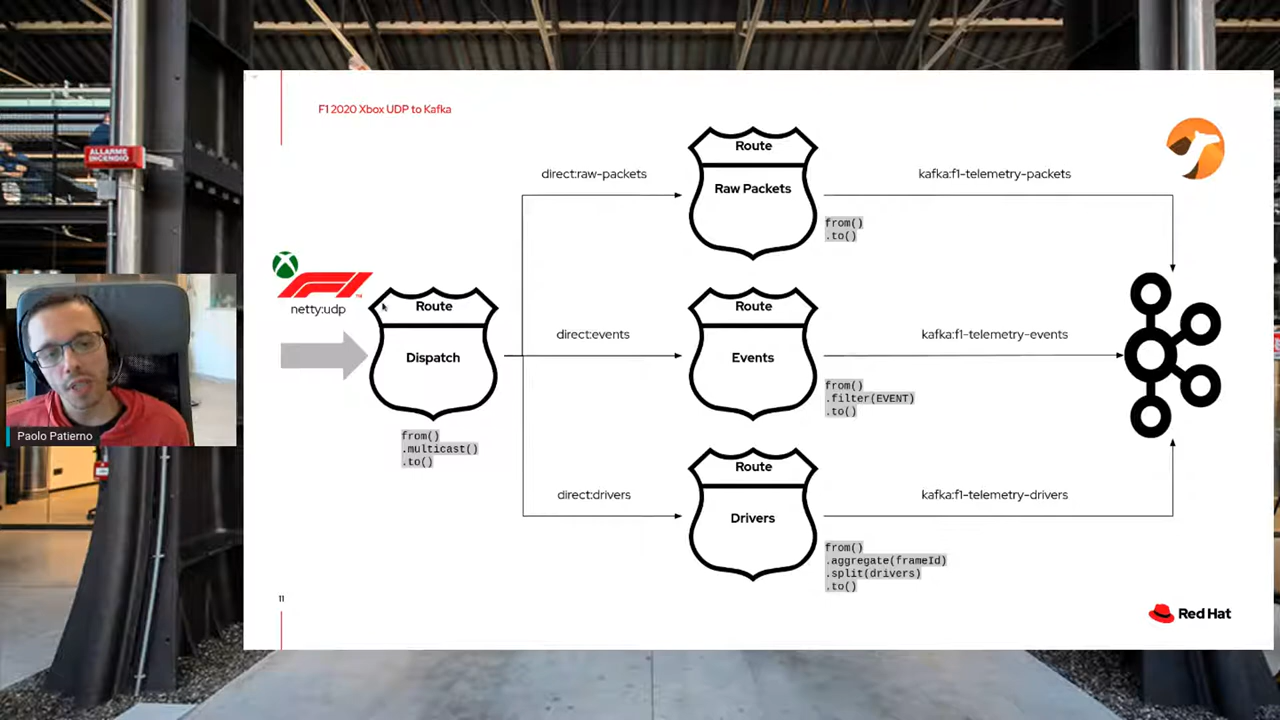 F1 2020 Xbox UDP to Kafka
ALLARME
INCENDIO
netty:udp
Route
Dispatch
from()
.multicast()
.to()
direct:raw-packets
Route
Raw Packets
from()
.to()
kafka:f1-telemetry-packets
direct:events
Route
Events
from()
.filter(EVENT)
.to()
kafka:f1-telemetry-events
direct:drivers
Route
Drivers
from()
.aggregate(frameId)
.split(drivers)
.to()
kafka:f1-telemetry-drivers
Paolo Patierno
11
Red Hat